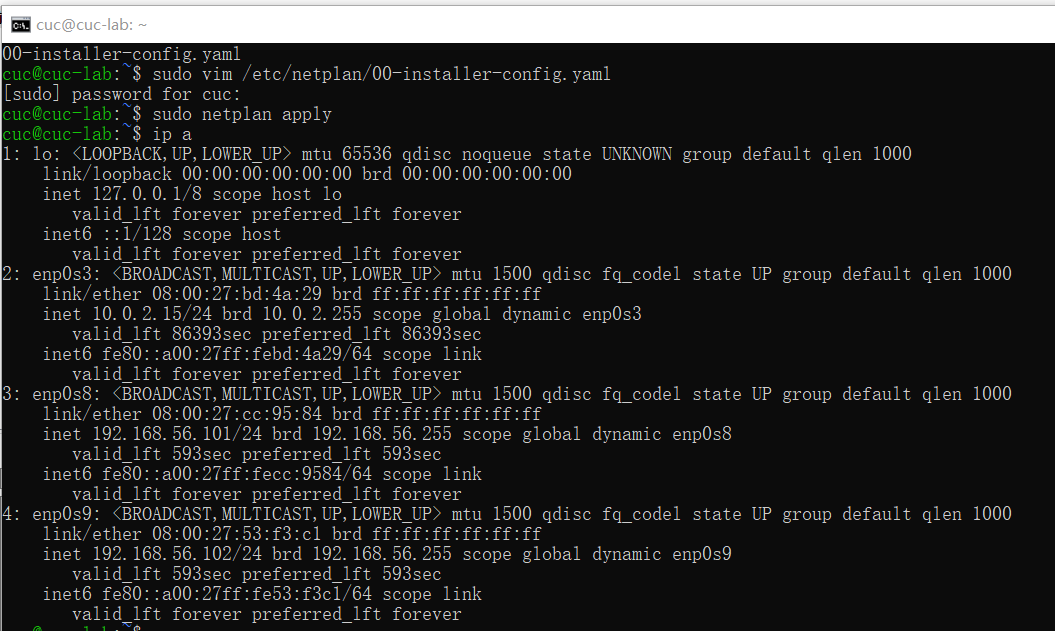 cuc@cuc-lab: ~
00-installer-config.yaml
cuc@cuc-lab:~$ sudo vim /etc/netplan/00-installer-config.yaml
[sudo] password for cuc:
cuc@cuc-lab:~$ sudo netplan apply
cuc@cuc-lab:~$ ip a
1: lo: <LOOPBACK,UP,LOWER_UP> mtu 65536 qdisc noqueue state UNKNOWN group default qlen 1000
    link/loopback 00:00:00:00:00:00 brd 00:00:00:00:00:00
    inet 127.0.0.1/8 scope host lo
       valid_lft forever preferred_lft forever
    inet6 ::1/128 scope host
       valid_lft forever preferred_lft forever
2: enp0s3: <BROADCAST,MULTICAST,UP,LOWER_UP> mtu 1500 qdisc fq_codel state UP group default qlen 1000
    link/ether 08:00:27:bd:4a:29 brd ff:ff:ff:ff:ff:ff
    inet 10.0.2.15/24 brd 10.0.2.255 scope global dynamic enp0s3
       valid_lft 86393sec preferred_lft 86393sec
    inet6 fe80::a00:27ff:febd:4a29/64 scope link
       valid_lft forever preferred_lft forever
3: enp0s8: <BROADCAST,MULTICAST,UP,LOWER_UP> mtu 1500 qdisc fq_codel state UP group default qlen 1000
    link/ether 08:00:27:cc:95:84 brd ff:ff:ff:ff:ff:ff
    inet 192.168.56.101/24 brd 192.168.56.255 scope global dynamic enp0s8
       valid_lft 593sec preferred_lft 593sec
    inet6 fe80::a00:27ff:fecc:9584/64 scope link
       valid_lft forever preferred_lft forever
4: enp0s9: <BROADCAST,MULTICAST,UP,LOWER_UP> mtu 1500 qdisc fq_codel state UP group default qlen 1000
    link/ether 08:00:27:53:f3:c1 brd ff:ff:ff:ff:ff:ff
    inet 192.168.56.102/24 brd 192.168.56.255 scope global dynamic enp0s9
       valid_lft 593sec preferred_lft 593sec
    inet6 fe80::a00:27ff:fe53:f3c1/64 scope link
       valid_lft forever preferred_lft forever